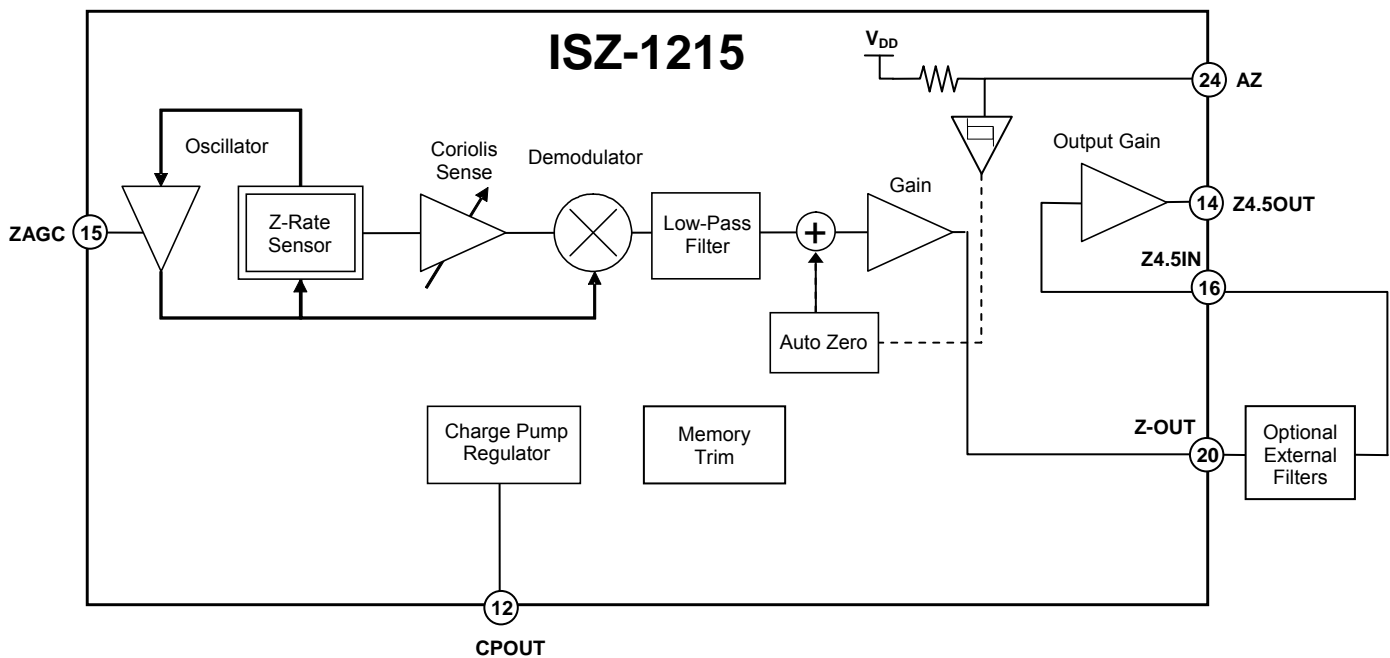 ISZ-1215
VDD
24 AZ
Oscillator
Coriolis
Sense
Demodulator
Gain
Output Gain
ZAGC 15
Z-Rate
Sensor
Low-Pass
Filter
+
14 Z4.5OUT
Z4.5IN
16
Auto Zero
Charge Pump
Regulator
Memory
Trim
Z-OUT
20
Optional
External
Filters
12
CPOUT